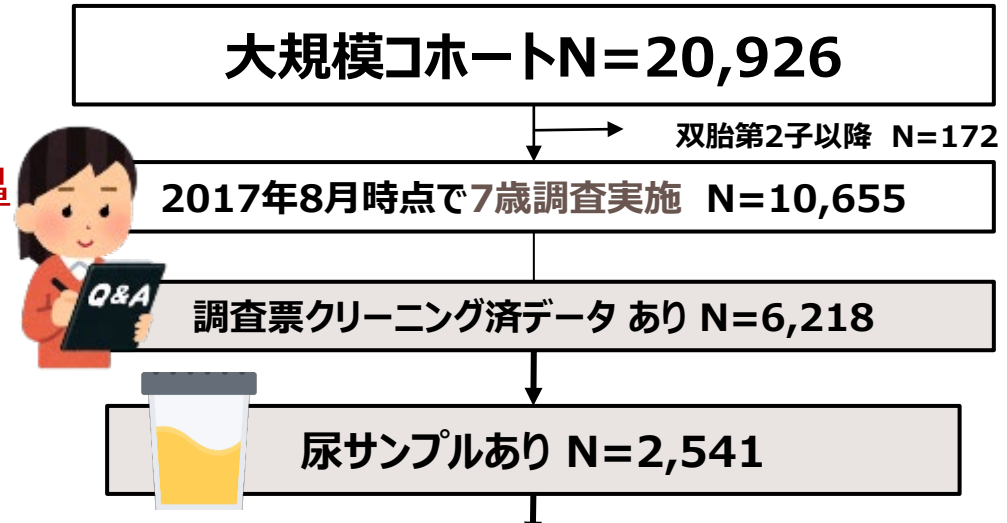 大規模コホートN=20,926
双胎第2子以降 N=172
2017年8月時点で7歳調査実施 N=10,655
Q&A
調査票クリーニング済データ あり N=6,218
尿サンプルあり N=2,541